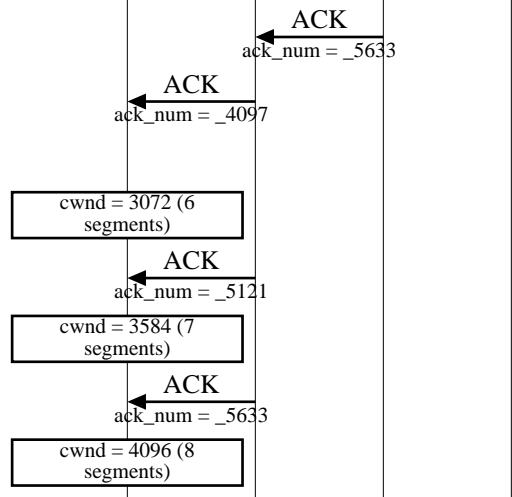 ACK
ack_num = _5633
ACK
ack_num = _4097
cwnd = 3072 (6
segments)
ACK
ack_num = _5121
cwnd = 3584 (7
segments)
ACK
ack_num = _5633
cwnd = 4096 (8
segments)